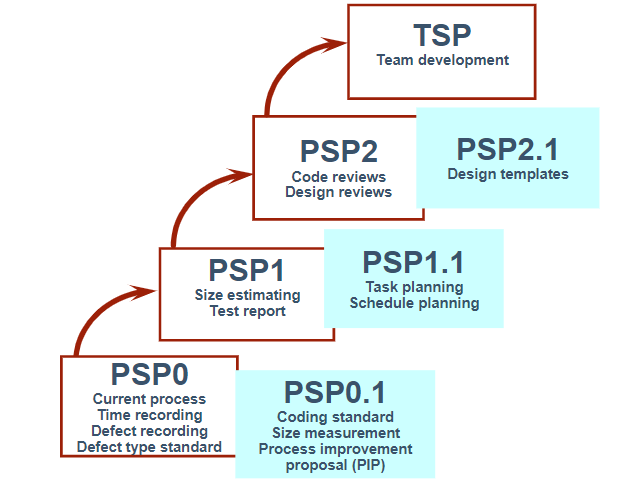 TSP
Team development
PSP2
Code reviews
Design reviews
PSP2.1
Design templates
PSP1
Size estimating
Test report
PSP1.1
Task planning
Schedule planning
PSP0
Current process
Time recording
Defect recording
Defect type standard
PSP0.1
Coding standard
Size measurement
Process improvement
proposal (PIP)